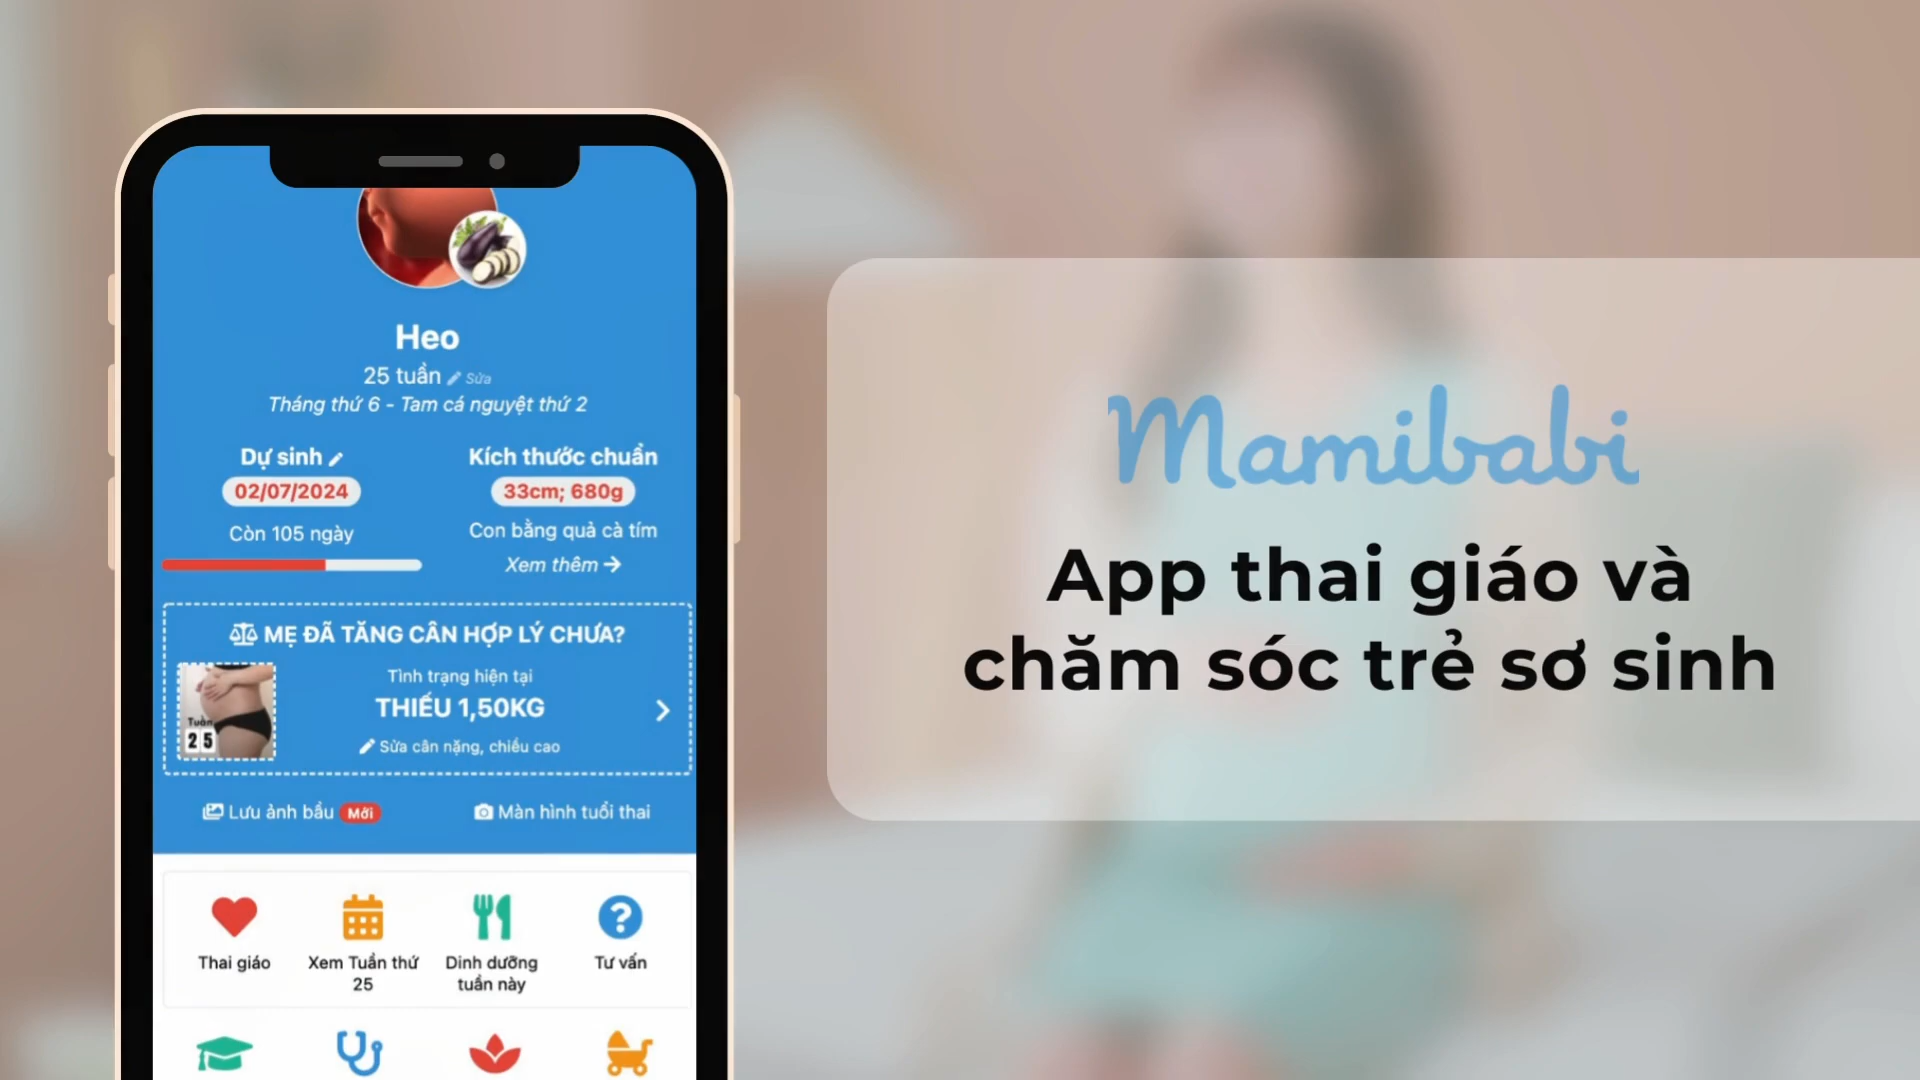 Heo
25 tuần Sửa
Tháng thứ 6 - Tam cá nguyệt thứ 2
Dự sinh
02/07/2024
Còn 105 ngày
Kích thước chuẩn
33cm; 680g
Con bằng quả cà tím
Xem thêm
MẸ ĐÃ TĂNG CÂN HỢP LÝ CHƯA?
Tuần
25
Tình trạng hiện tại
THIẾU 1,50KG
Sửa cân nặng, chiều cao
Lưu ảnh bầu Mới
Màn hình tuổi thai
Thai giáo
Xem Tuần thứ
25
Dinh dưỡng
tuần này
Tư vấn
Mamibabi
App thai giáo và
chăm sóc trẻ sơ sinh